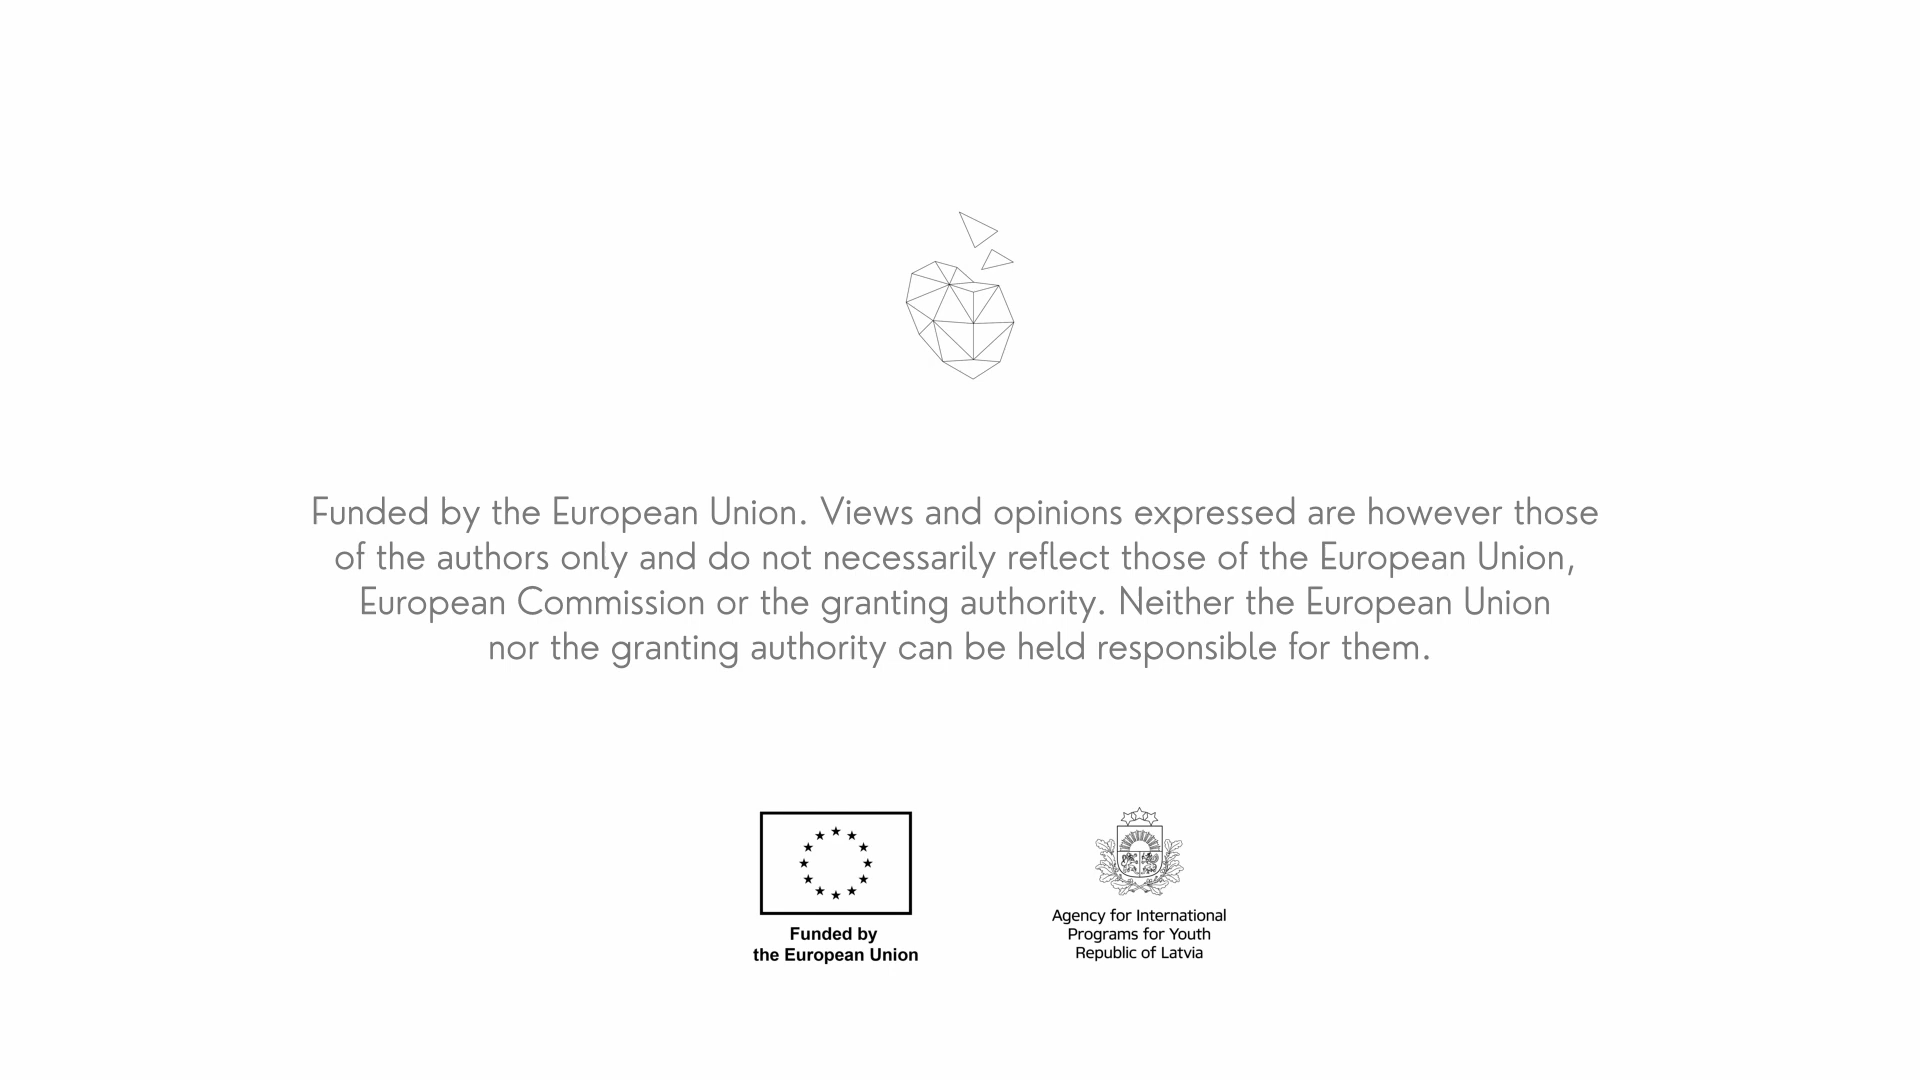 Funded by the European Union. Views and opinions expressed are however those
of the authors only and do not necessarily reflect those of the European Union,
European Commission or the granting authority. Neither the European Union
nor the granting authority can be held responsible for them.
Funded by
the European Union
Agency for International
Programs for Youth
Republic of Latvia